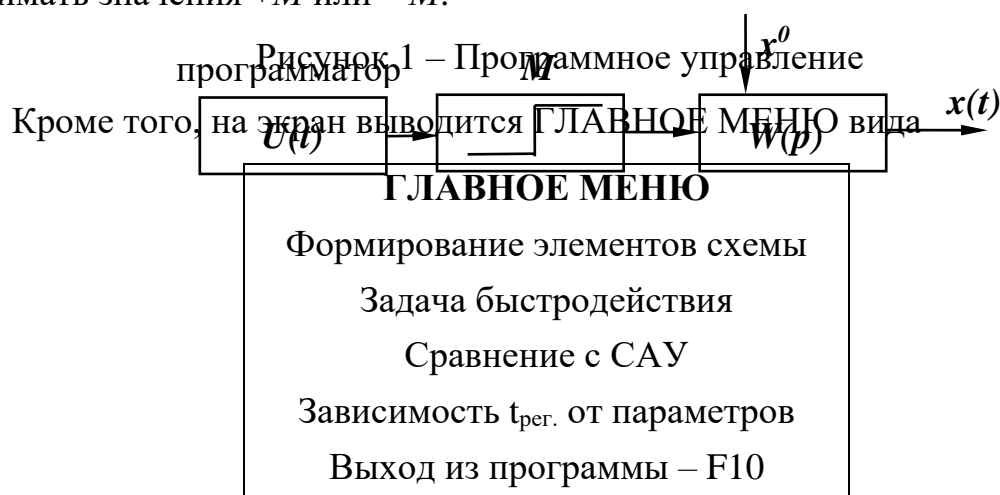 имать значения +M или – M.
x⁰
Рисунок 1 – Программное управление
программатор
M
x(t)
Кроме того, на экран выводится ГЛАВНОЕ МЕНЮ вида
U(t)
W(p)
ГЛАВНОЕ МЕНЮ
Формирование элементов схемы
Задача быстродействия
Сравнение с САУ
Зависимость tрег. от параметров
Выход из программы – F10